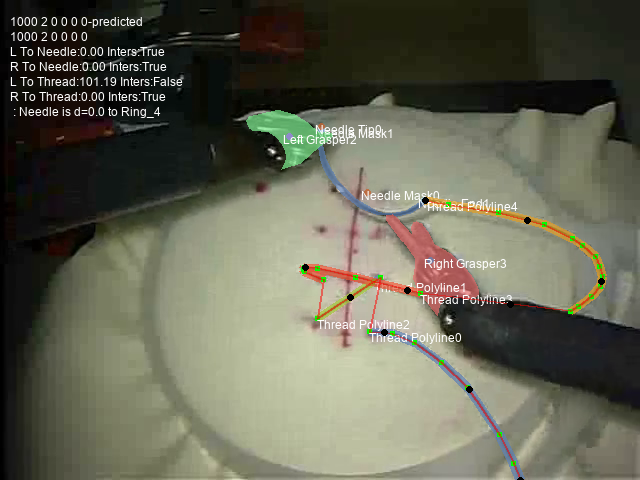 1000 2 0 0 0 0-predicted
1000 2 0 0 0 0
L To Needle:0.00 Inters:True
R To Needle:0.00 Inters:True
L To Thread:101.19 Inters:False
R To Thread:0.00 Inters:True
: Needle is d=0.0 to Ring_4
Needle Tip0
Mask1
Left Grasper2
Needle Mask0
End1
Thread Polyline4
Right Grasper3
Polyline1
Thread Polyline3
Thread Polyline2
Thread Polyline0